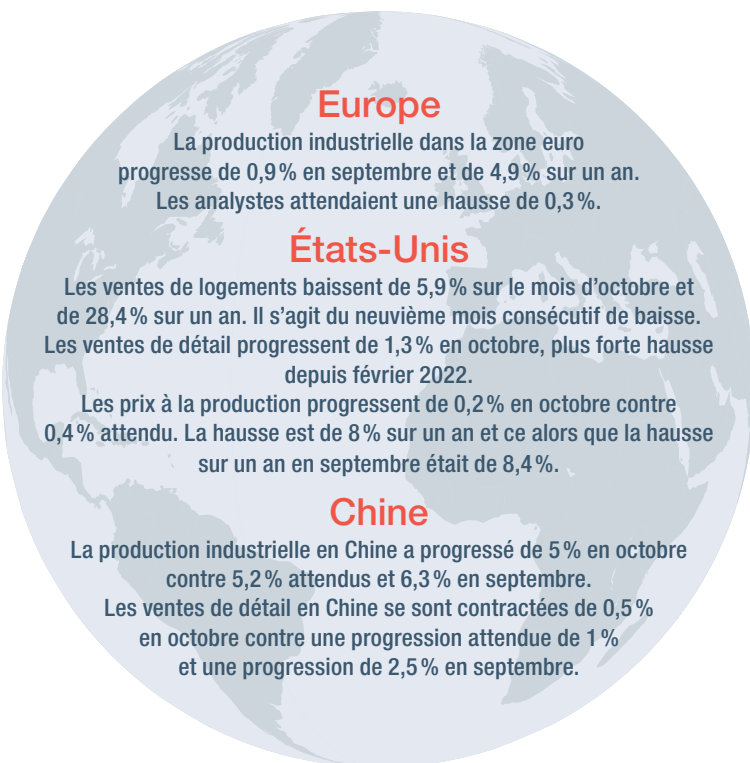 Europe
La production industrielle dans la zone euro
progresse de 0,9 % en septembre et de 4,9 % sur un an.
Les analystes attendaient une hausse de 0,3 %.
États-Unis
Les ventes de logements baissent de 5,9 % sur le mois d’octobre et
de 28,4 % sur un an. Il s’agit du neuvième mois consécutif de baisse.
Les ventes de détail progressent de 1,3 % en octobre, plus forte hausse
depuis février 2022.
Les prix à la production progressent de 0,2 % en octobre contre
0,4 % attendu. La hausse est de 8 % sur un an et ce alors que la hausse
sur un an en septembre était de 8,4 %.
Chine
La production industrielle en Chine a progressé de 5 % en octobre
contre 5,2 % attendus et 6,3 % en septembre.
Les ventes de détail en Chine se sont contractées de 0,5 %
en octobre contre une progression attendue de 1 %
et une progression de 2,5 % en septembre.